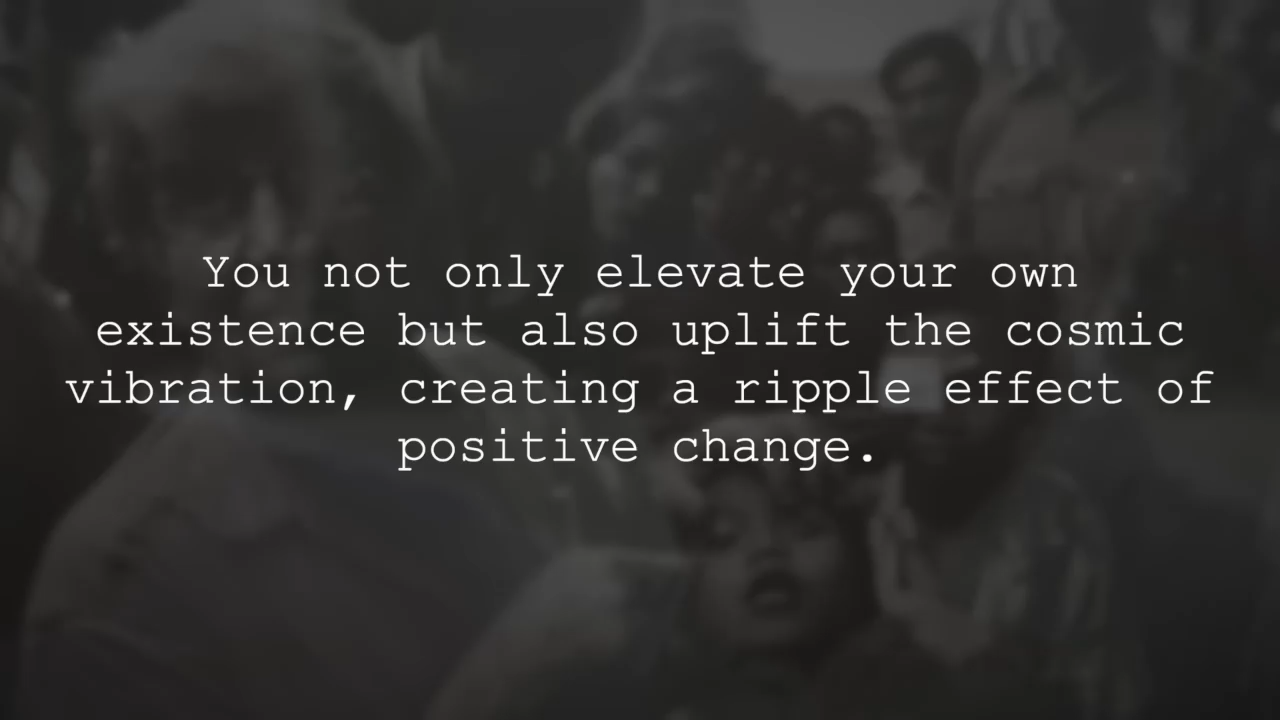 You not only elevate your own
existence but also uplift the cosmic
vibration, creating a ripple effect of
positive change.